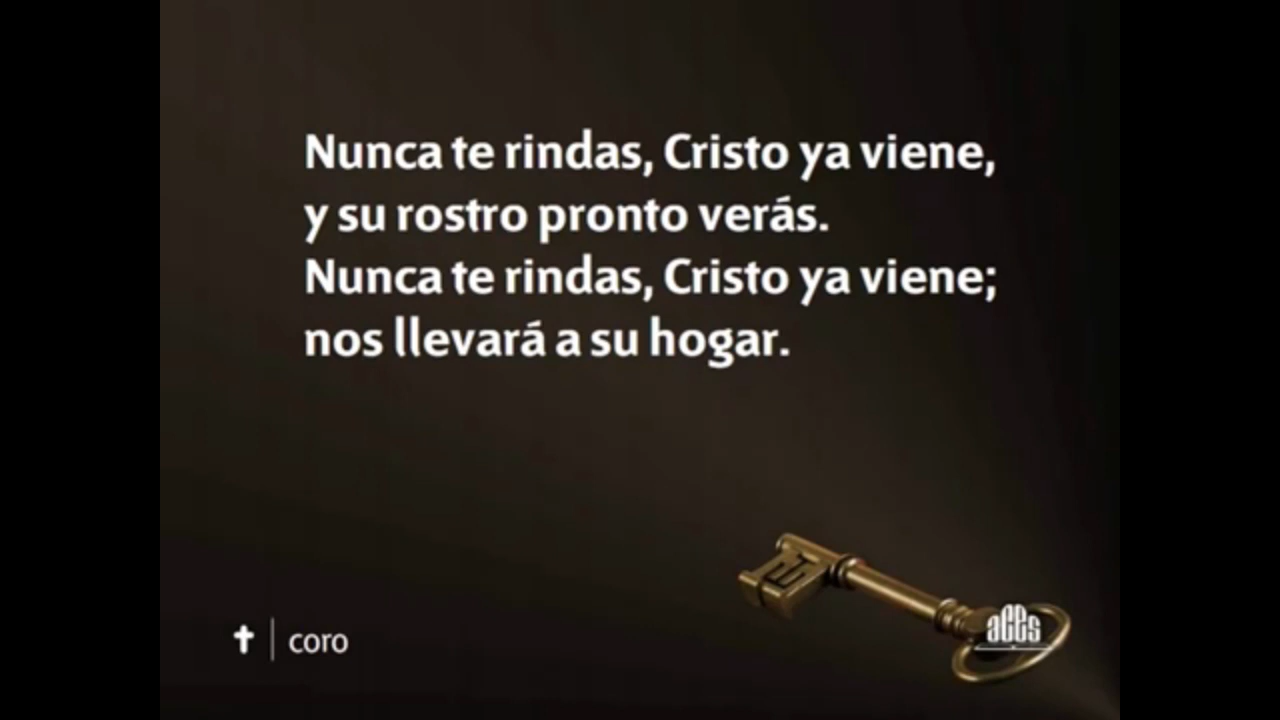 Nunca te rindas, Cristo ya viene,
y su rostro pronto verás.
Nunca te rindas, Cristo ya viene;
nos llevará a su hogar.
coro
aces